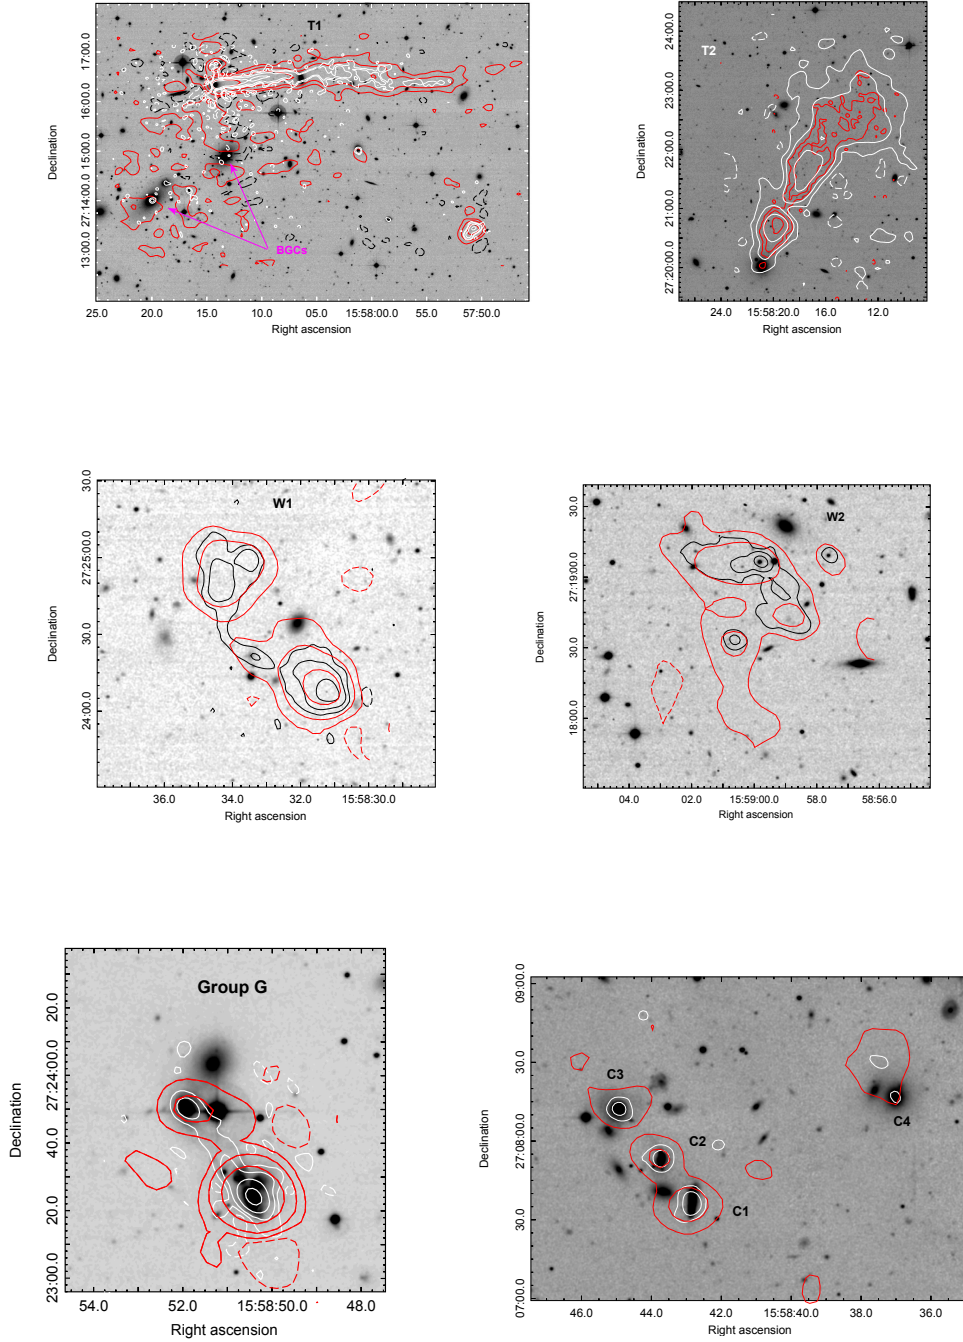 T1
17:00.0
16:00.0
15:00.0
27:14:00.0
13:00.0
Declination
BGCs
25.0 20.0 15.0 10.0 05.0 15:58:00.0 55.0 57:50.0
Right ascension
T2
24:00.0
23:00.0
22:00.0
21:00.0
27:20:00.0
Declination
24.0 15:58:20.0 16.0 12.0
Right ascension
W1
30.0
27:25:00.0
30.0
24:00.0
Declination
36.0 34.0 32.0 15:58:30.0
Right ascension
W2
30.0
27:19:00.0
30.0
18:00.0
Declination
04.0 02.0 15:59:00.0 58.0 58:56.0
Right ascension
Group G
20.0
27:24:00.0
40.0
20.0
23:00.0
Declination
54.0 52.0 15:58:50.0 48.0
Right ascension
09:00.0
30.0
27:08:00.0
30.0
07:00.0
Declination
C3
C2
C1
C4
46.0 44.0 42.0 15:58:40.0 38.0 36.0
Right ascension